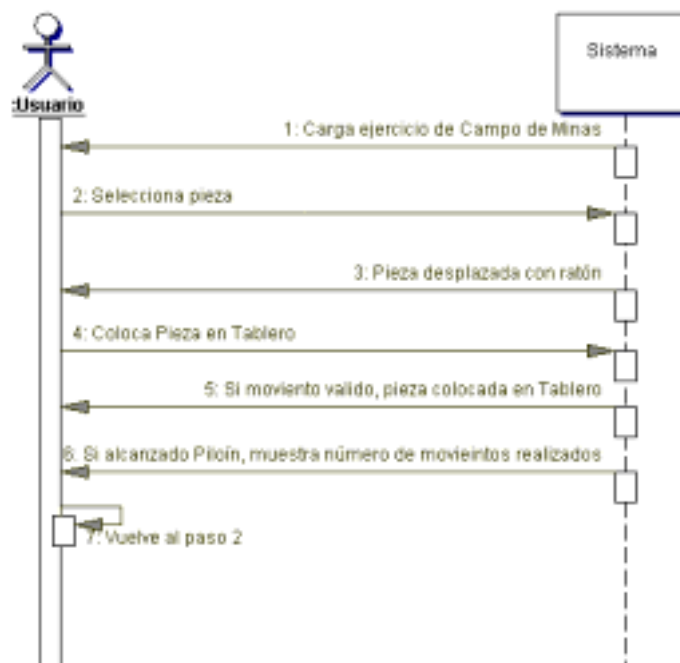 :Usuario
Sistema
1: Carga ejercicio de Campo de Minas
2: Selecciona pieza
3: Pieza desplazada con ratón
4: Coloca Pieza en Tablero
5: Si moviento valido, pieza colocada en Tablero
6: Si alcanzado Piloín, muestra número de movieintos realizados
7: Vuelve al paso 2